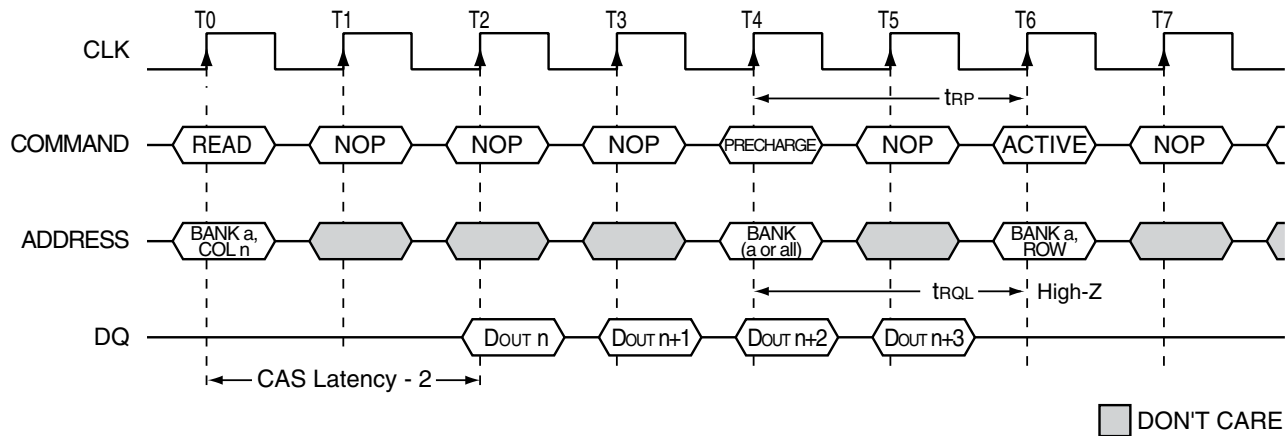 T0 T1 T2 T3 T4 T5 T6 T7
CLK
tRP
COMMAND READ NOP NOP NOP PRECHARGE NOP ACTIVE NOP
ADDRESS BANK a, COL n BANK (a or all) BANK a, ROW
tRQL High-Z
DQ DOUT n DOUT n+1 DOUT n+2 DOUT n+3
CAS Latency - 2
DON'T CARE